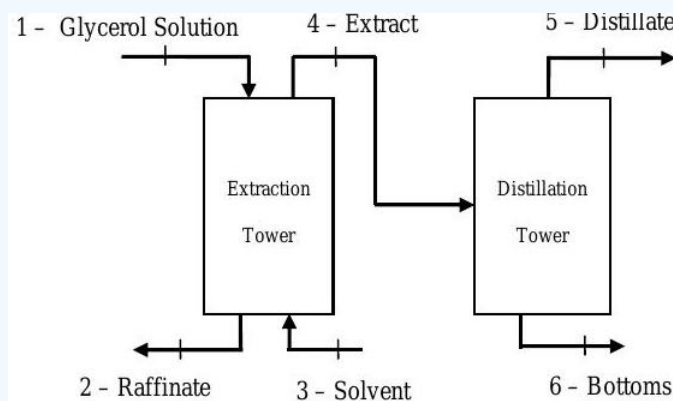 1 – Glycerol Solution
4 – Extract
5 – Distillate
Extraction
Tower
Distillation
Tower
2 – Raffinate
3 – Solvent
6 – Bottoms